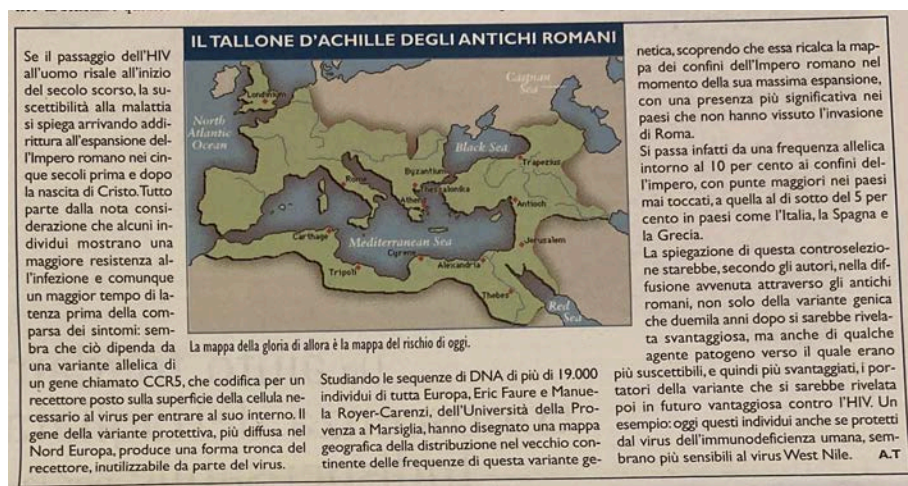 IL TALLONE D'ACHILLE DEGLI ANTICHI ROMANI
Se il passaggio dell'HIV
all'uomo risale all'inizio
del secolo scorso, la su-
scettibilità alla malattia
si spiega arrivando addi-
rittura all'espansione del-
l'Impero romano nei cin-
que secoli prima e dopo
la nascita di Cristo. Tutto
parte dalla nota consi-
derazione che alcuni in-
dividui mostrano una
maggiore resistenza al-
l'infezione e comunque
un maggior tempo di la-
tenza prima della com-
parsa dei sintomi: sem-
bra che ciò dipenda da
una variante allelica di
un gene chiamato CCR5, che codifica per un
recettore posto sulla superficie della cellula ne-
cessario al virus per entrare al suo interno. Il
gene della variante protettiva, più diffusa nel
Nord Europa, produce una forma tronca del
recettore, inutilizzabile da parte del virus.
Londinium
North
Atlantic
Ocean
Caspian
Sea
Black Sea
Trapezius
Byzantium
Rome
Thessalonika
Athens
Antioch
Carthage
Mediterranean Sea
Jerusalem
Cyrene
Tripoli
Alexandria
Thebes
Red
Sea
La mappa della gloria di allora è la mappa del rischio di oggi.
Studiando le sequenze di DNA di più di 19.000
individui di tutta Europa, Eric Faure e Manue-
la Royer-Carenzi, dell'Università della Pro-
venza a Marsiglia, hanno disegnato una mappa
geografica della distribuzione nel vecchio con-
tinente delle frequenze di questa variante ge-
netica, scoprendo che essa ricalca la map-
pa dei confini dell'Impero romano nel
momento della sua massima espansione,
con una presenza più significativa nei
paesi che non hanno vissuto l'invasione
di Roma.
Si passa infatti da una frequenza allelica
intorno al 10 per cento ai confini del-
l'impero, con punte maggiori nei paesi
mai toccati, a quella al di sotto del 5 per
cento in paesi come l'Italia, la Spagna e
la Grecia.
La spiegazione di questa controselezio-
ne starebbe, secondo gli autori, nella dif-
fusione avvenuta attraverso gli antichi
romani, non solo della variante genica
che duemila anni dopo si sarebbe rivela-
ta svantaggiosa, ma anche di qualche
agente patogeno verso il quale erano
più suscettibili, e quindi più svantaggiati, i por-
tatori della variante che si sarebbe rivelata
poi in futuro vantaggiosa contro l'HIV. Un
esempio: oggi questi individui anche se protetti
dal virus dell'immunodeficienza umana, sem-
brano più sensibili al virus West Nile. A.T